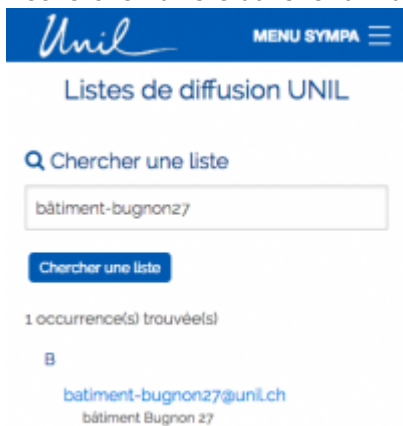 Unil
MENU SYMPA
Listes de diffusion UNIL
Chercher une liste
bâtiment-bugnon27
Chercher une liste
1 occurrence(s) trouvée(s)
B
batiment-bugnon27@unil.ch
bâtiment Bugnon 27